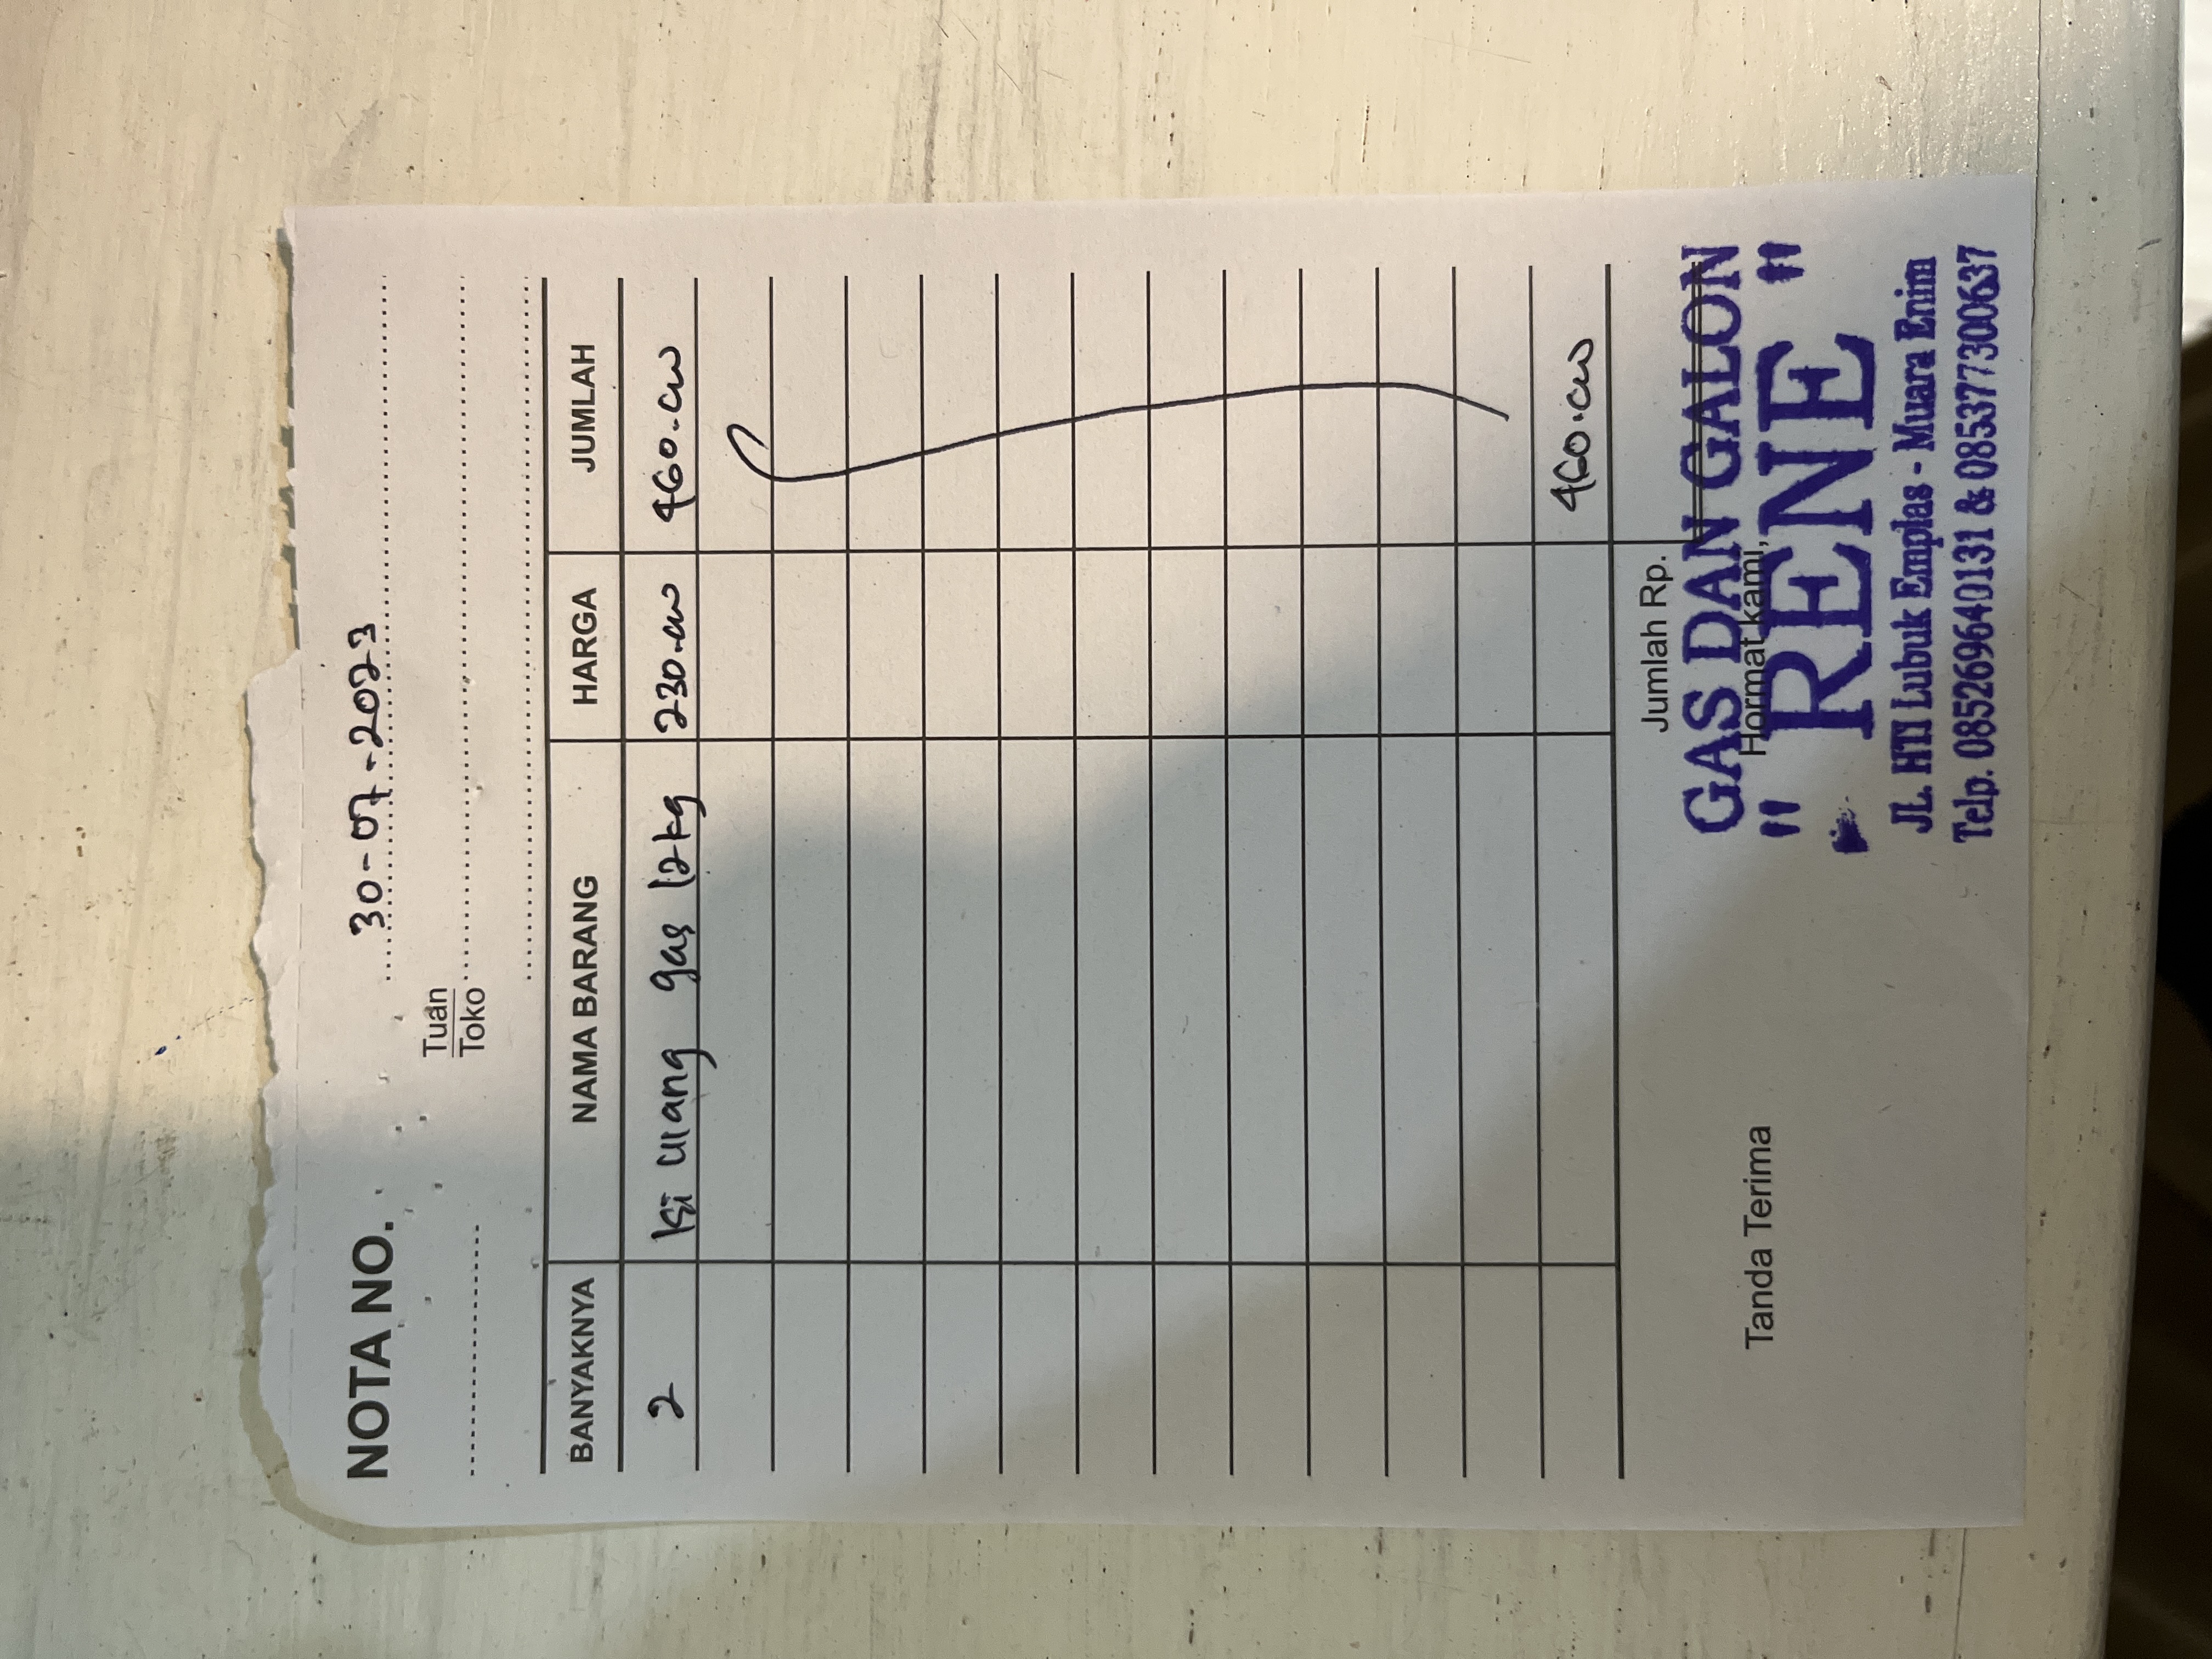 NOTA NO.
30-07-2023
Tuan
Toko
BANYAKNYA NAMA BARANG HARGA JUMLAH
2 Isi ulang gas 12kg 230.000 460.000
460.000
Jumlah Rp.
GAS DAN GALON
Tanda Terima Hormat kami,
" RENE "
JL. HTI Lubuk Emplas - Muara Enim
Telp. 085269640131 & 085377300637